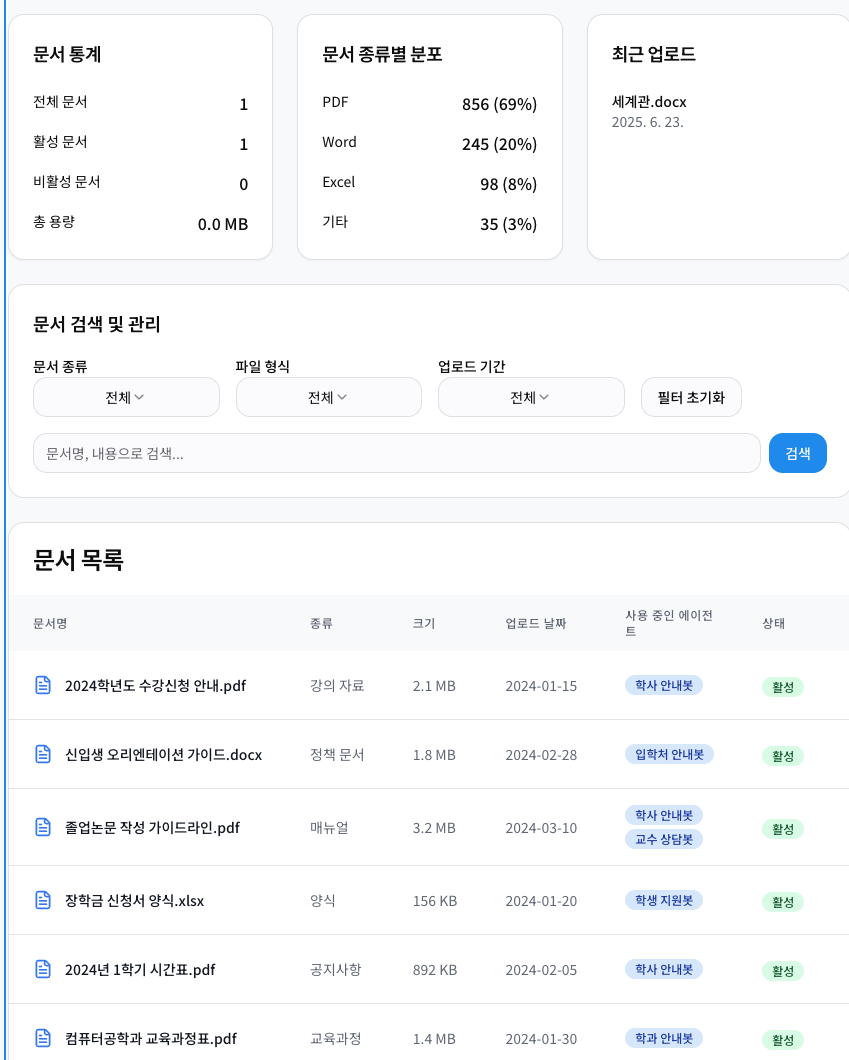 문서 통계
전체 문서 1
활성 문서 1
비활성 문서 0
총 용량 0.0 MB
문서 종류별 분포
PDF 856 (69%)
Word 245 (20%)
Excel 98 (8%)
기타 35 (3%)
최근 업로드
세계관.docx
2025. 6. 23.
문서 검색 및 관리
문서 종류 파일 형식 업로드 기간
전체 전체 전체 필터 초기화
문서명, 내용으로 검색... 검색
문서 목록
문서명 종류 크기 업로드 날짜 사용 중인 에이전
트 상태
2024학년도 수강신청 안내.pdf 강의 자료 2.1 MB 2024-01-15 학사 안내봇 활성
신입생 오리엔테이션 가이드.docx 정책 문서 1.8 MB 2024-02-28 입학처 안내봇 활성
졸업논문 작성 가이드라인.pdf 매뉴얼 3.2 MB 2024-03-10 학사 안내봇
교수 상담봇 활성
장학금 신청서 양식.xlsx 양식 156 KB 2024-01-20 학생 지원봇 활성
2024년 1학기 시간표.pdf 공지사항 892 KB 2024-02-05 학사 안내봇 활성
컴퓨터공학과 교육과정표.pdf 교육과정 1.4 MB 2024-01-30 학과 안내봇 활성